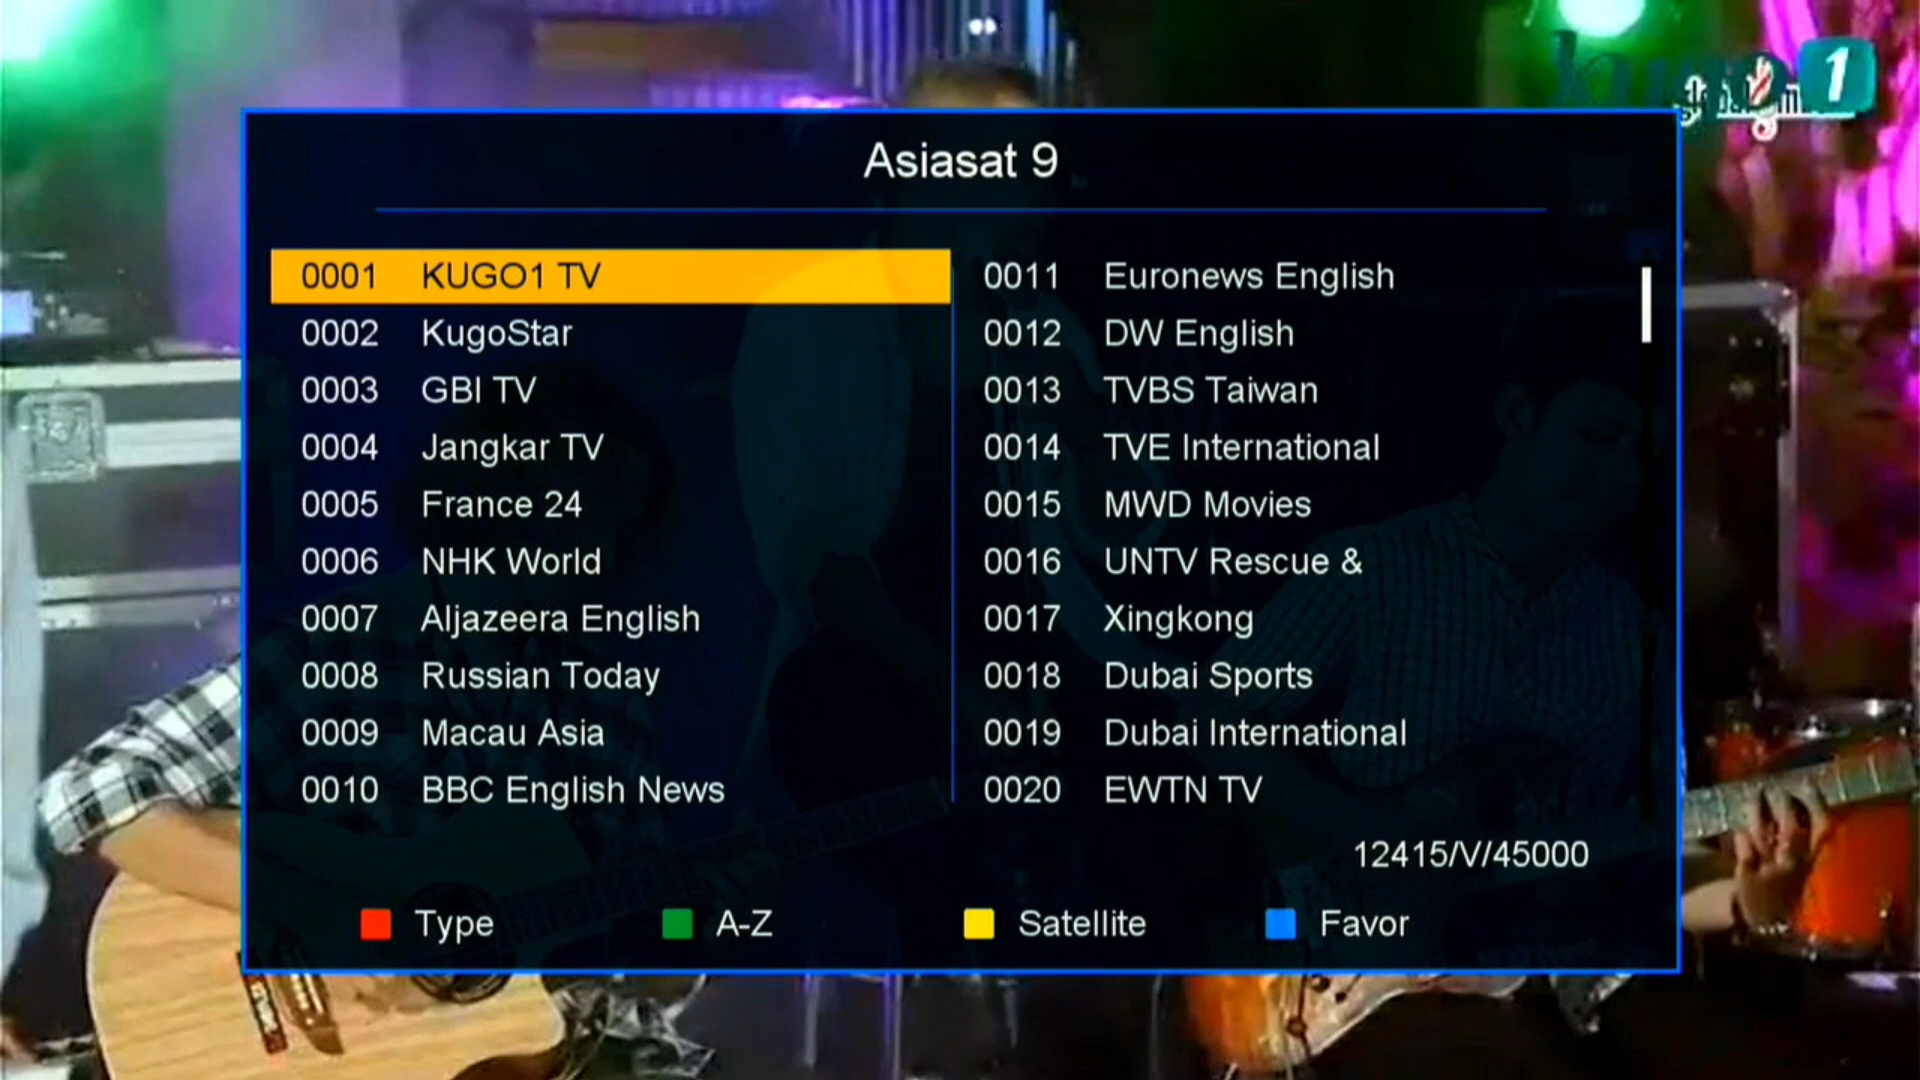 1
Asiasat 9
0001 KUGO1 TV
0002 KugoStar
0003 GBI TV
0004 Jangkar TV
0005 France 24
0006 NHK World
0007 Aljazeera English
0008 Russian Today
0009 Macau Asia
0010 BBC English News
0011 Euronews English
0012 DW English
0013 TVBS Taiwan
0014 TVE International
0015 MWD Movies
0016 UNTV Rescue &
0017 Xingkong
0018 Dubai Sports
0019 Dubai International
0020 EWTN TV
12415/V/45000
Type
A-Z
Satellite
Favor